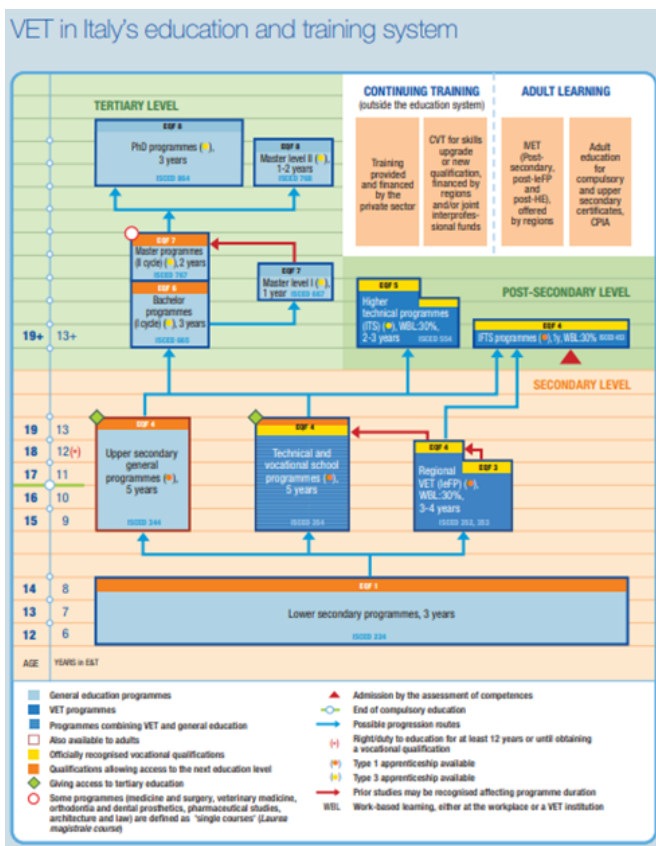 VET in Italy's education and training system
TERTIARY LEVEL
EQF 8
PhD programmes ( ),
3 years
ISCED 864
EQF 8
Master level II ( ),
1-2 years
ISCED 768
CONTINUING TRAINING
(outside the education system)
Training
provided
and financed
by the
private sector
CVT for skills
upgrade
or new
qualification,
financed by
regions
and/or joint
interprofes-
sional funds
ADULT LEARNING
IVET
(Post-
secondary,
post-IeFP
and
post-HE),
offered
by regions
Adult
education
for
compulsory
and upper
secondary
certificates,
CPIA
EQF 7
Master programmes
(II cycle) ( ), 2 years
ISCED 767
EQF 6
Bachelor
programmes
(I cycle) ( ), 3 years
ISCED 665
EQF 7
Master level I ( ),
1 year ISCED 667
POST-SECONDARY LEVEL
EQF 5
Higher
technical programmes
(ITS) ( ), WBL:30%,
2-3 years ISCED 554
EQF 4
IFTS programmes ( ),1y, WBL:30% ISCED 453
19+ 13+
SECONDARY LEVEL
19 13
18 12(•)
17 11
16 10
15 9
EQF 4
Upper secondary
general
programmes ( ),
5 years
ISCED 344
EQF 4
Technical and
vocational school
programmes ( ),
5 years
ISCED 354
EQF 4
EQF 3
Regional
VET (IeFP) ( ),
WBL:30%,
3-4 years
ISCED 352, 353
14 8
13 7
12 6
EQF 1
Lower secondary programmes, 3 years
ISCED 224
AGE YEARS in E&T
General education programmes
VET programmes
Programmes combining VET and general education
Also available to adults
Officially recognised vocational qualifications
Qualifications allowing access to the next education level
Giving access to tertiary education
Some programmes (medicine and surgery, veterinary medicine,
orthodontia and dental prosthetics, pharmaceutical studies,
architecture and law) are defined as 'single courses' (Laurea
magistrale course)
Admission by the assessment of competences
End of compulsory education
Possible progression routes
(•) Right/duty to education for at least 12 years or until obtaining
a vocational qualification
( ) Type 1 apprenticeship available
( ) Type 3 apprenticeship available
Prior studies may be recognised affecting programme duration
WBL Work-based learning, either at the workplace or a VET institution